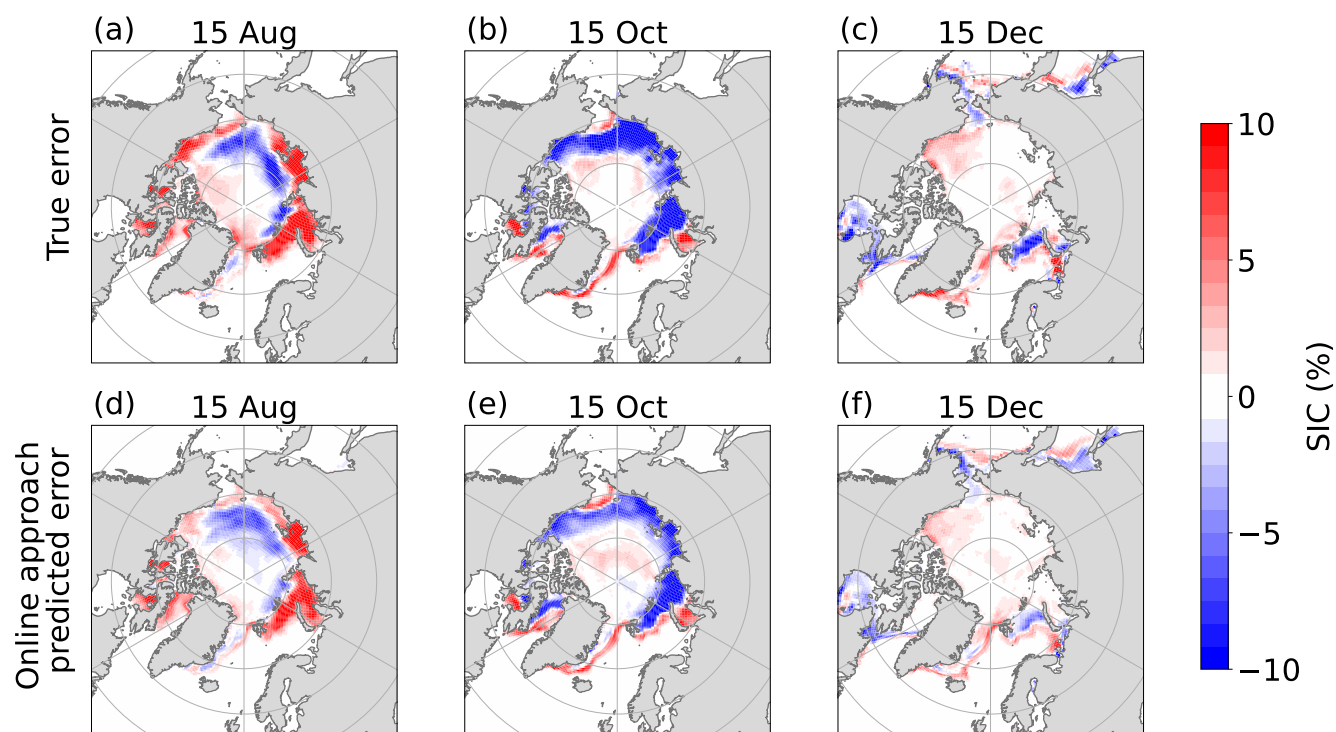 (a) 15 Aug
(b) 15 Oct
(c) 15 Dec
True error
(d) 15 Aug
(e) 15 Oct
(f) 15 Dec
Online approach
predicted error
10
5
0
−5
−10
SIC (%)